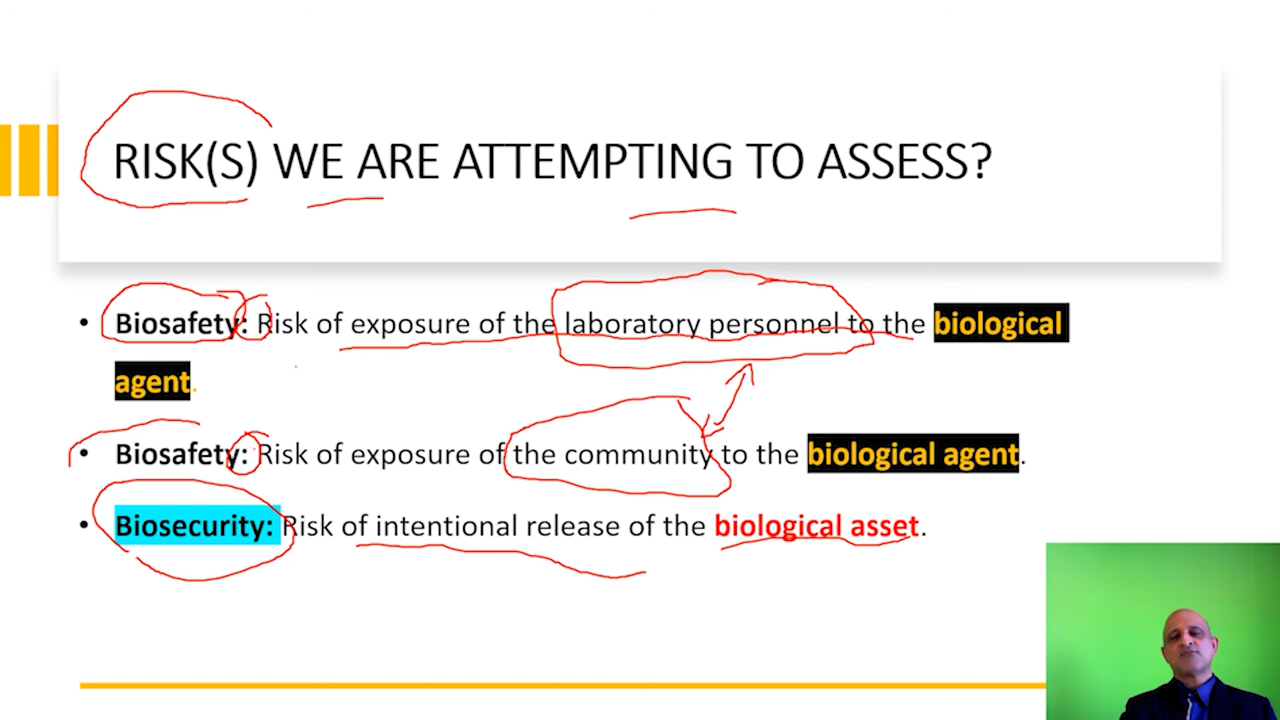 RISK(S) WE ARE ATTEMPTING TO ASSESS?
• Biosafety: Risk of exposure of the laboratory personnel to the biological
agent.
• Biosafety: Risk of exposure of the community to the biological agent.
• Biosecurity: Risk of intentional release of the biological asset.